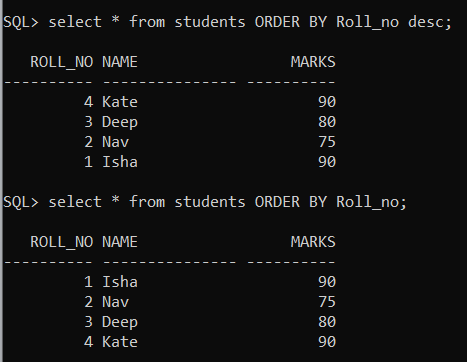 SQL> select * from students ORDER BY Roll_no desc;
   ROLL_NO NAME                 MARKS
---------- --------------- ----------
         4 Kate                    90
         3 Deep                    80
         2 Nav                     75
         1 Isha                    90
SQL> select * from students ORDER BY Roll_no;
   ROLL_NO NAME                 MARKS
---------- --------------- ----------
         1 Isha                    90
         2 Nav                     75
         3 Deep                    80
         4 Kate                    90